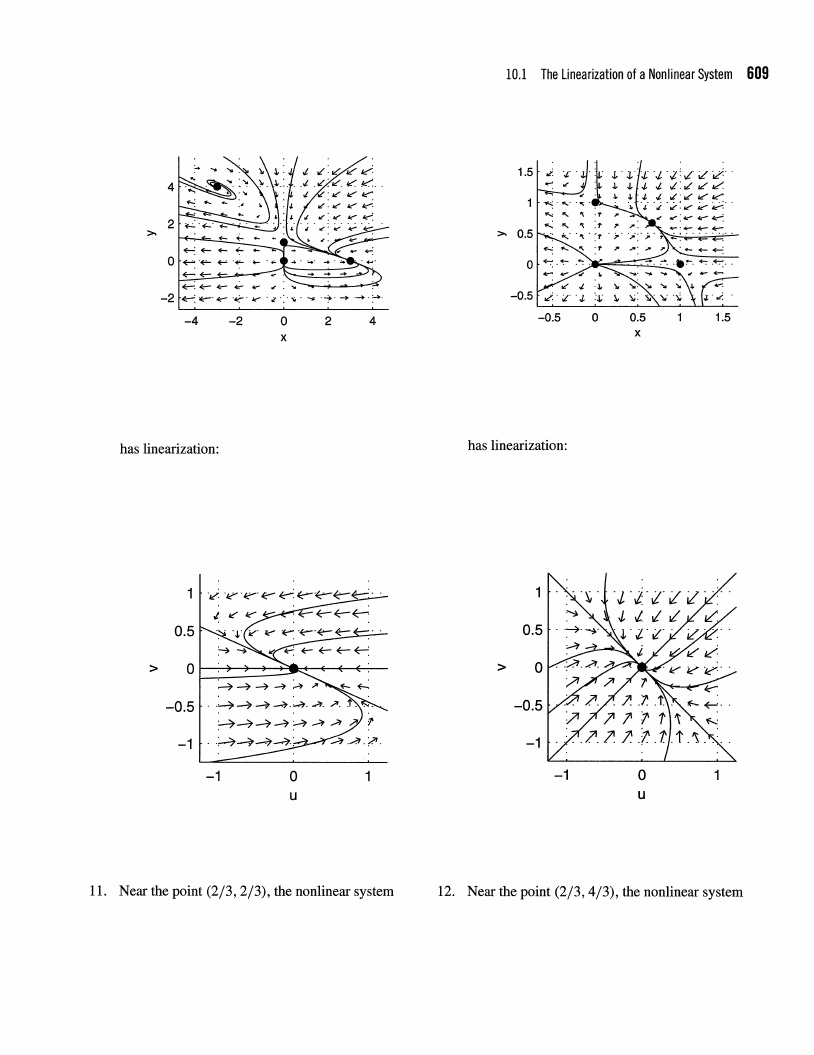 10.1 The Linearization of a Nonlinear System 609
1.5
1
0.5
0
−0.5
y
−0.5 0 0.5 1 1.5
x
4
2
0
−2
y
−4 −2 0 2 4
x
has linearization:
has linearization:
1
0.5
0
−0.5
−1
v
−1 0 1
u
1
0.5
0
−0.5
−1
v
−1 0 1
u
11. Near the point (2/3, 2/3), the nonlinear system
12. Near the point (2/3, 4/3), the nonlinear system